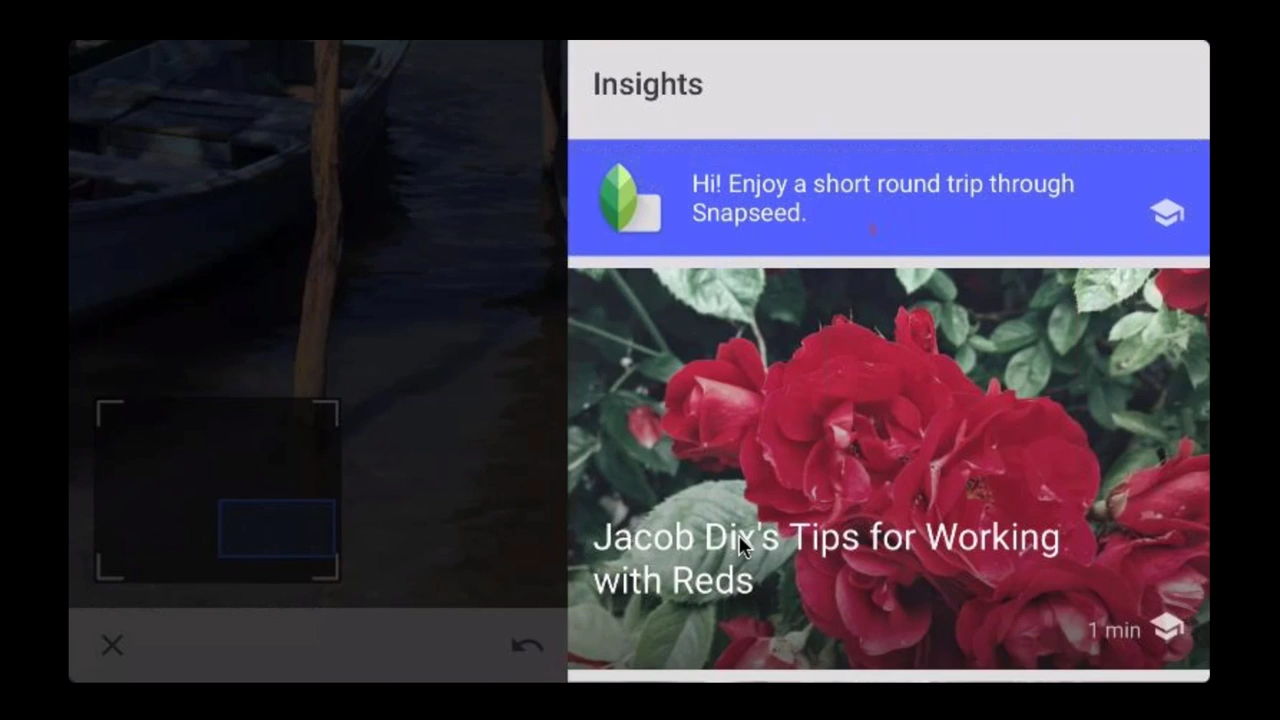 Insights
Hi! Enjoy a short round trip through
Snapseed.
Jacob Dix's Tips for Working
with Reds
1 min